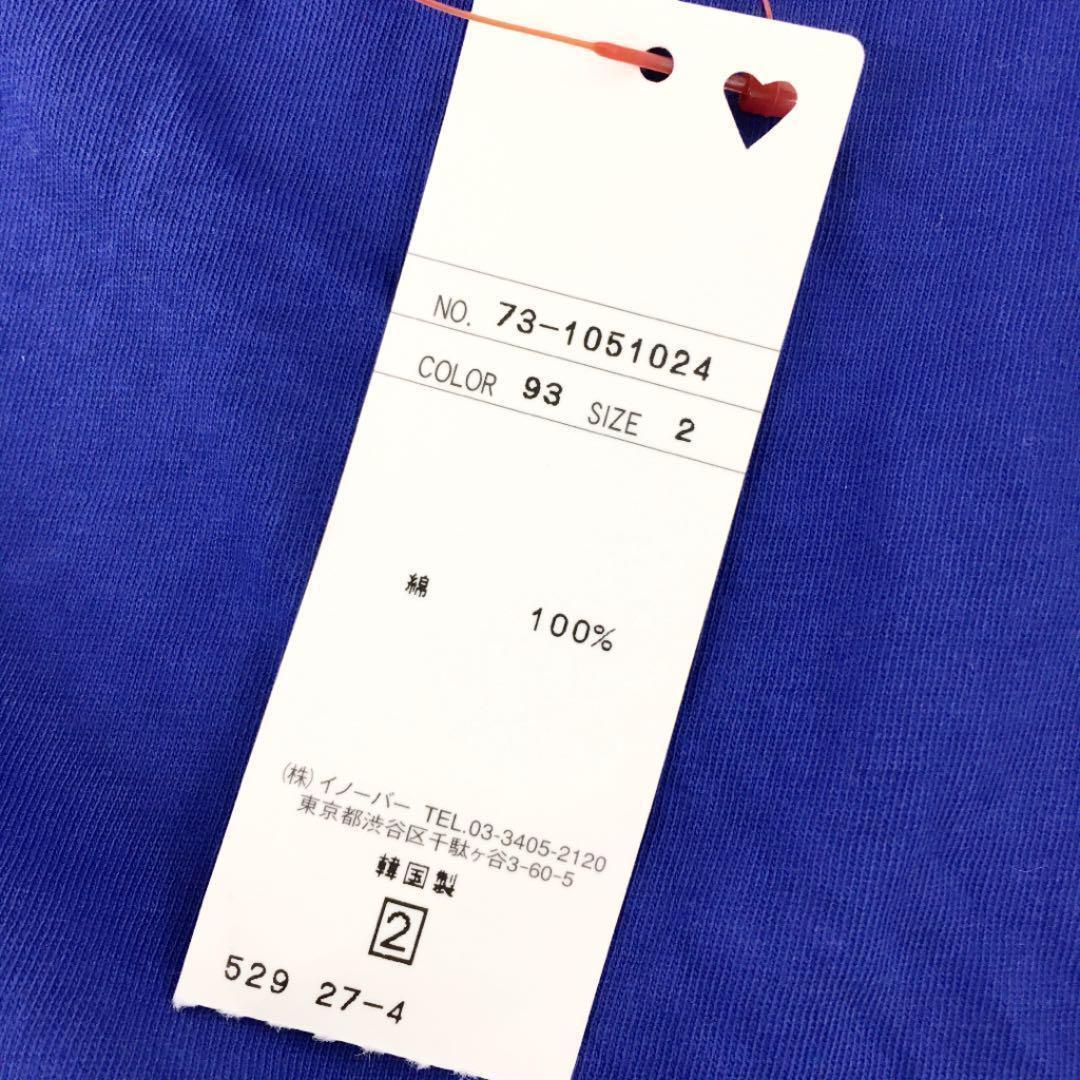 NO. 73-1051024
COLOR 93 SIZE 2
綿 100%
(株)イノーバー TEL.03-3405-2120
東京都渋谷区千駄ヶ谷3-60-5
韓国製
2
529 27-4